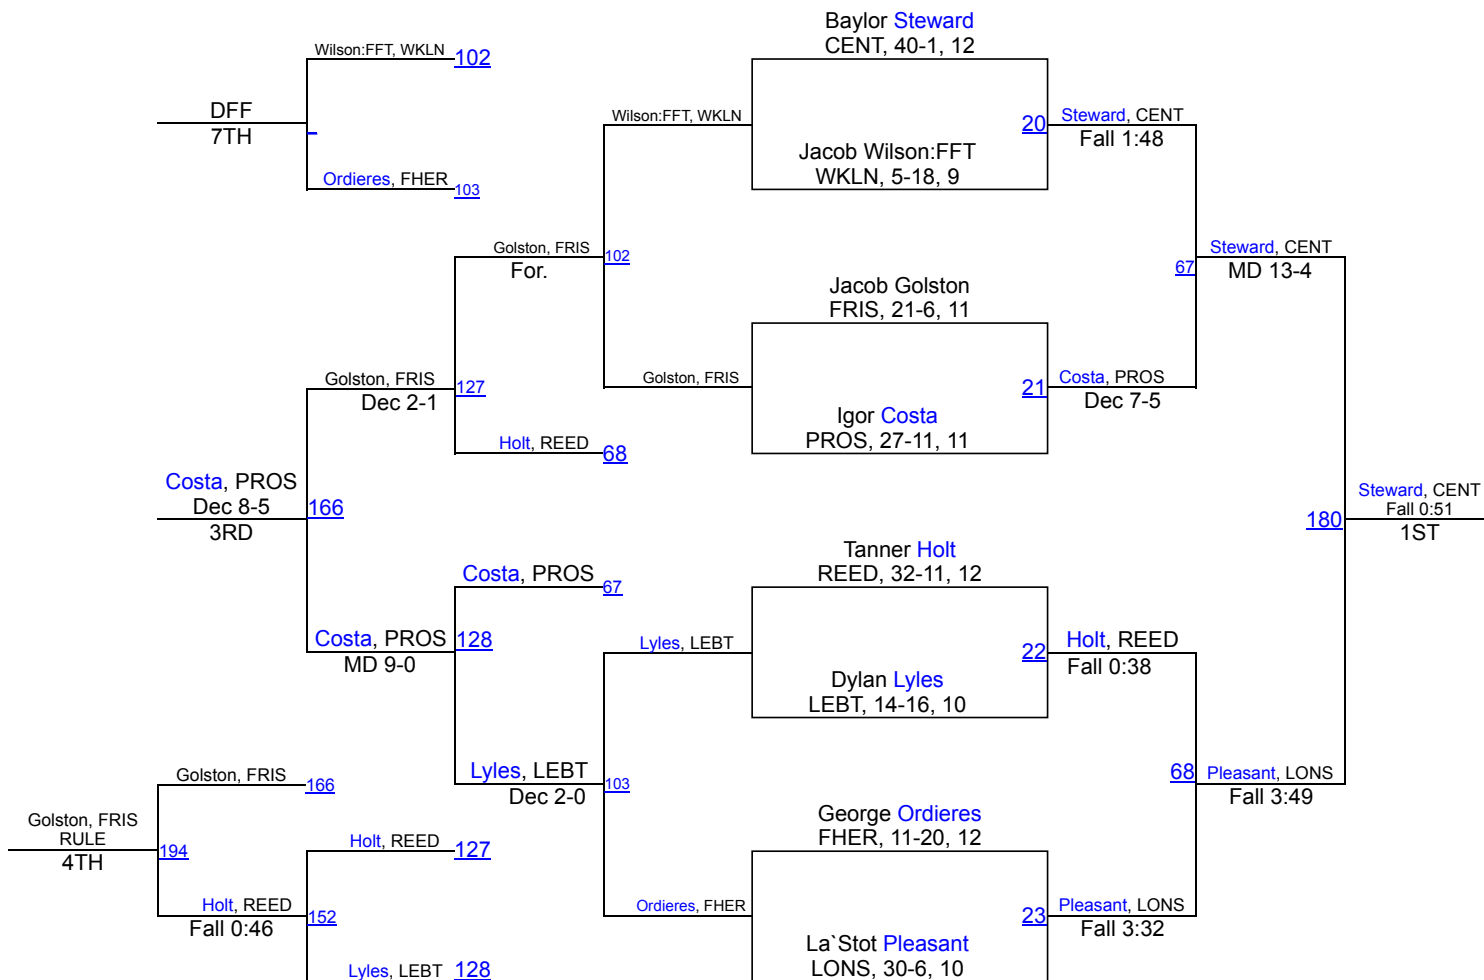 Baylor Steward
CENT, 40-1, 12
Wilson:FFT, WKLN 102
DFF
7TH
Ordieres, FHER 103
Wilson:FFT, WKLN
20 Steward, CENT
Fall 1:48
Jacob Wilson:FFT
WKLN, 5-18, 9
Golston, FRIS 102
For.
67 Steward, CENT
MD 13-4
Jacob Golston
FRIS, 21-6, 11
Golston, FRIS 127
Dec 2-1
Golston, FRIS
21 Costa, PROS
Dec 7-5
Igor Costa
PROS, 27-11, 11
Holt, REED 68
Costa, PROS
Dec 8-5 166
3RD
180 Steward, CENT
Fall 0:51
1ST
Tanner Holt
REED, 32-11, 12
Costa, PROS 67
Costa, PROS 128
MD 9-0
Lyles, LEBT
22 Holt, REED
Fall 0:38
Dylan Lyles
LEBT, 14-16, 10
Lyles, LEBT 103
Dec 2-0
68 Pleasant, LONS
Fall 3:49
Golston, FRIS 166
George Ordieres
FHER, 11-20, 12
Golston, FRIS
RULE
4TH
194
Holt, REED 127
Holt, REED 152
Fall 0:46
Ordieres, FHER
23 Pleasant, LONS
Fall 3:32
La`Stot Pleasant
LONS, 30-6, 10
Lyles, LEBT 128